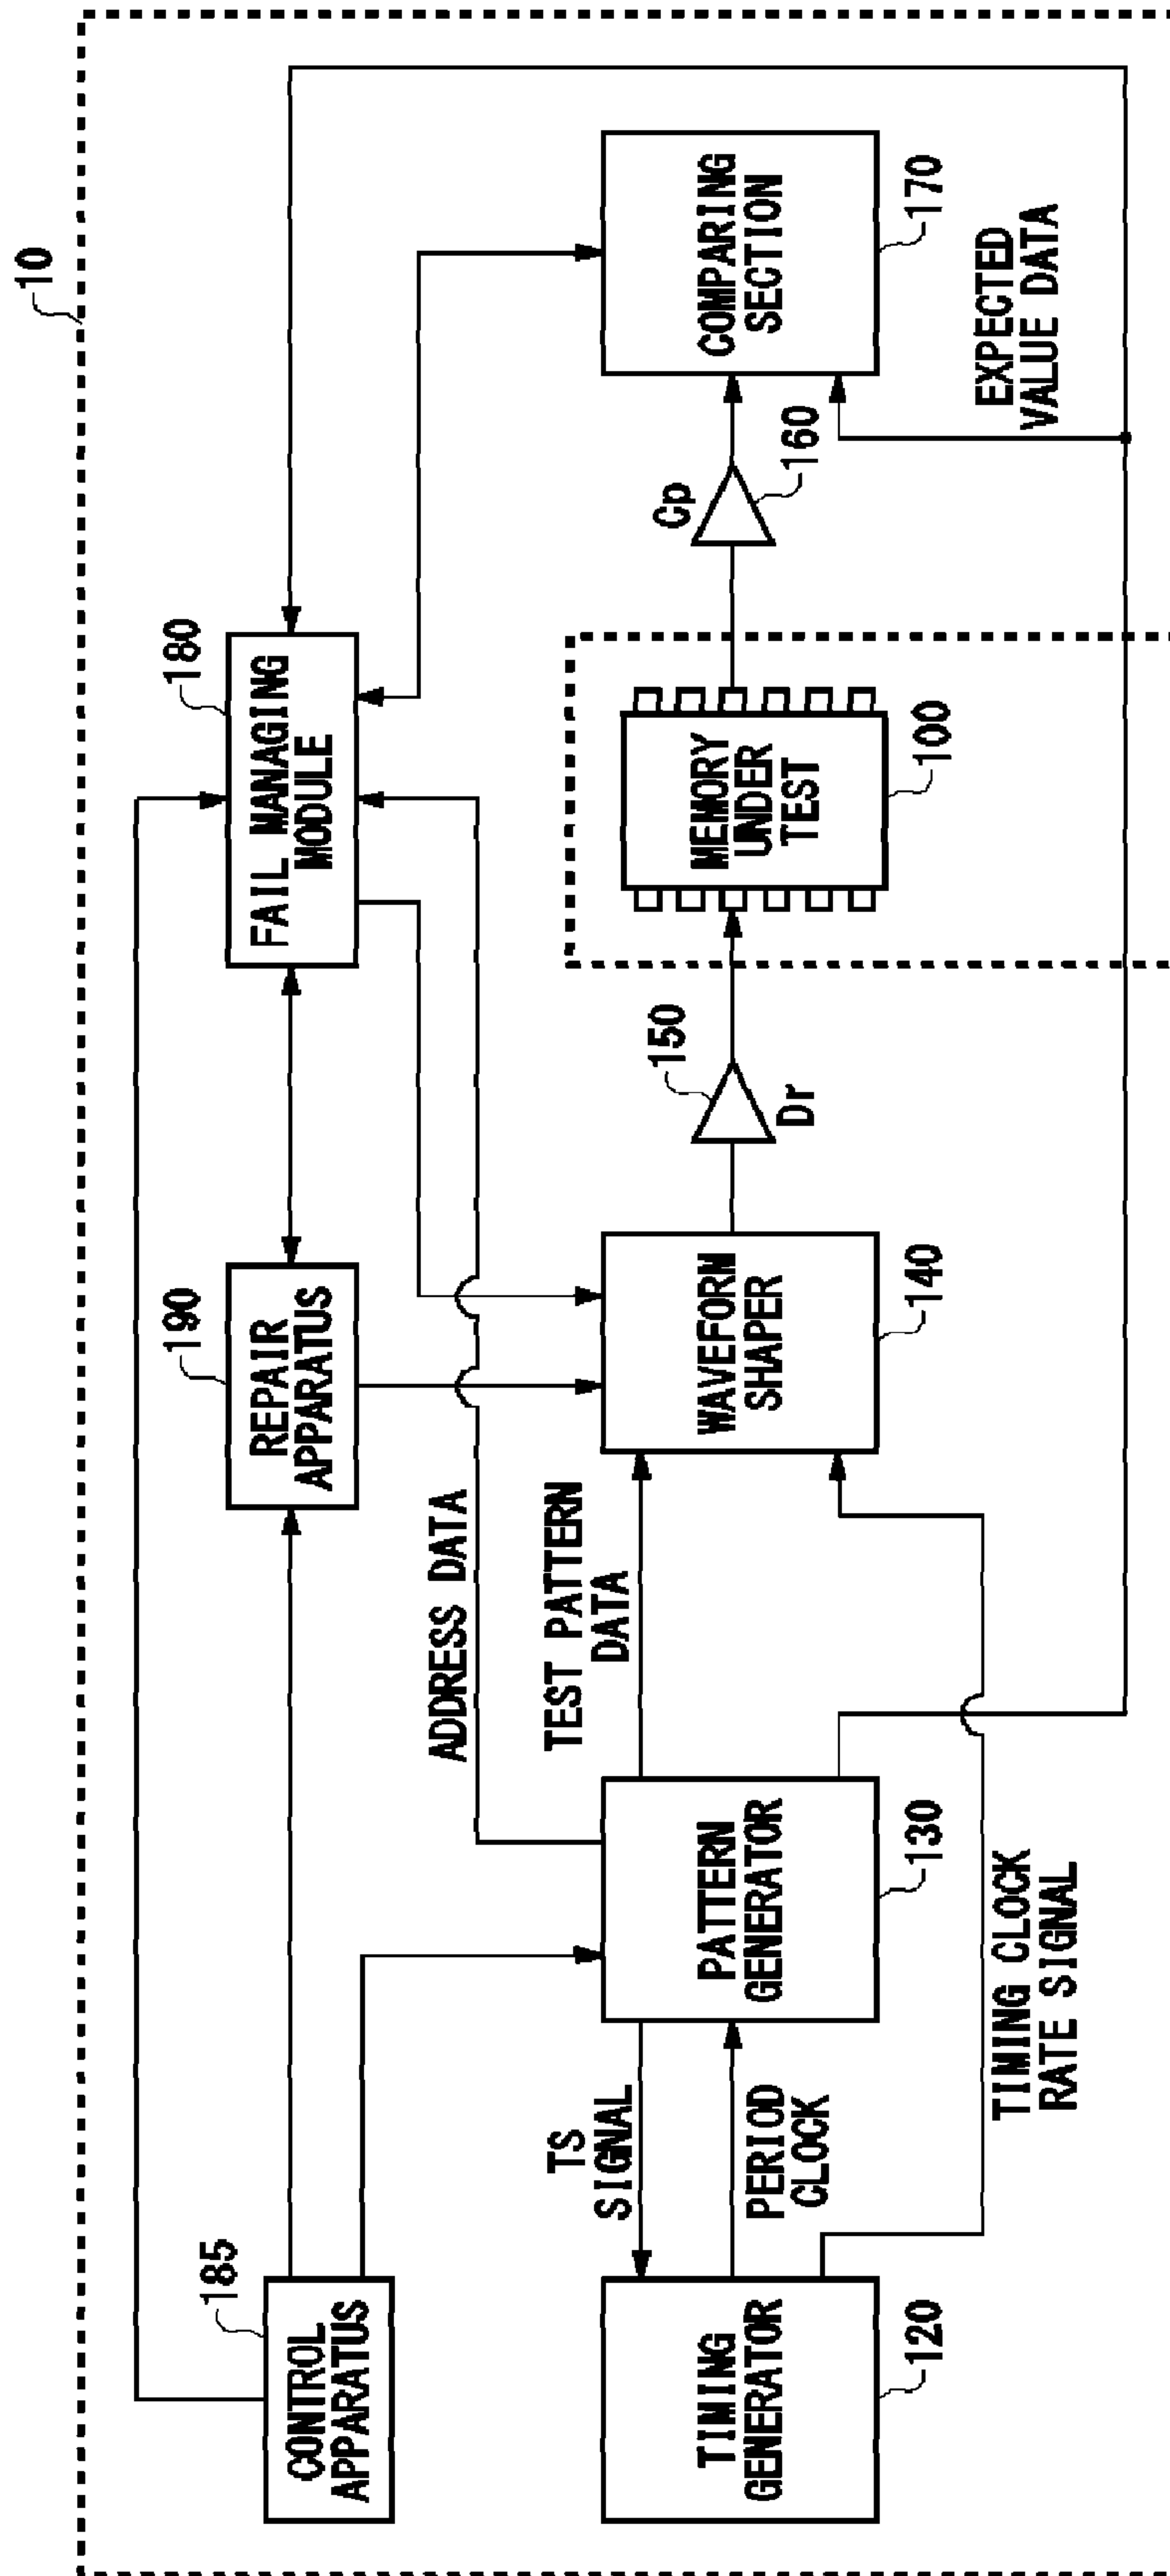 10
185
CONTROL
APPARATUS
190
REPAIR
APPARATUS
180
FAIL MANAGING
MODULE
ADDRESS DATA
TS
SIGNAL
TEST PATTERN
DATA
150
Dr
Cp
160
TIMING
GENERATOR
120
PERIOD
CLOCK
PATTERN
GENERATOR
130
WAVEFORM
SHAPER
140
MEMORY
UNDER
TEST
100
COMPARING
SECTION
170
TIMING CLOCK
RATE SIGNAL
EXPECTED
VALUE DATA